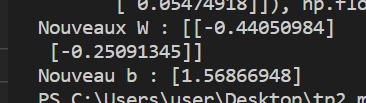 [ 0.05474918]]), np.flo
Nouveaux W : [[-0.44050984]
[-0.25091345]]
Nouveau b : [1.56866948]
PS C:\Users\user\Desktop\tp2 m